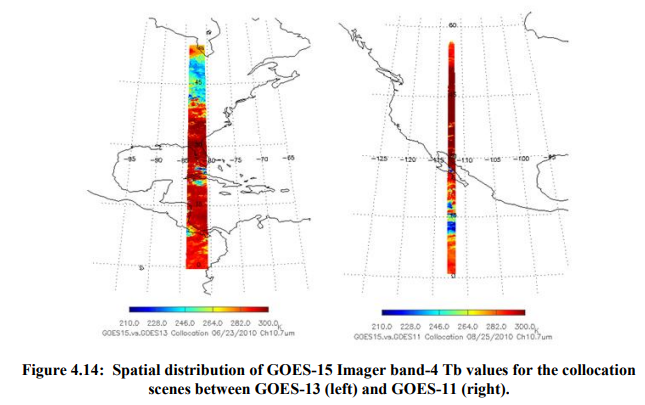 60
45
-95 -90 -85 -80 -75 -70 -65
-125 -120 -115 -110 -105 -100 -95
0
0
210.0 228.0 246.0 264.0 282.0 300.0K
210.0 228.0 246.0 264.0 282.0 300.0K
GOES15.vs.GOES13 Collocation 06/23/2010 Ch10.7um
GOES15.vs.GOES11 Collocation 08/25/2010 Ch10.7um
Figure 4.14: Spatial distribution of GOES-15 Imager band-4 Tb values for the collocation
scenes between GOES-13 (left) and GOES-11 (right).